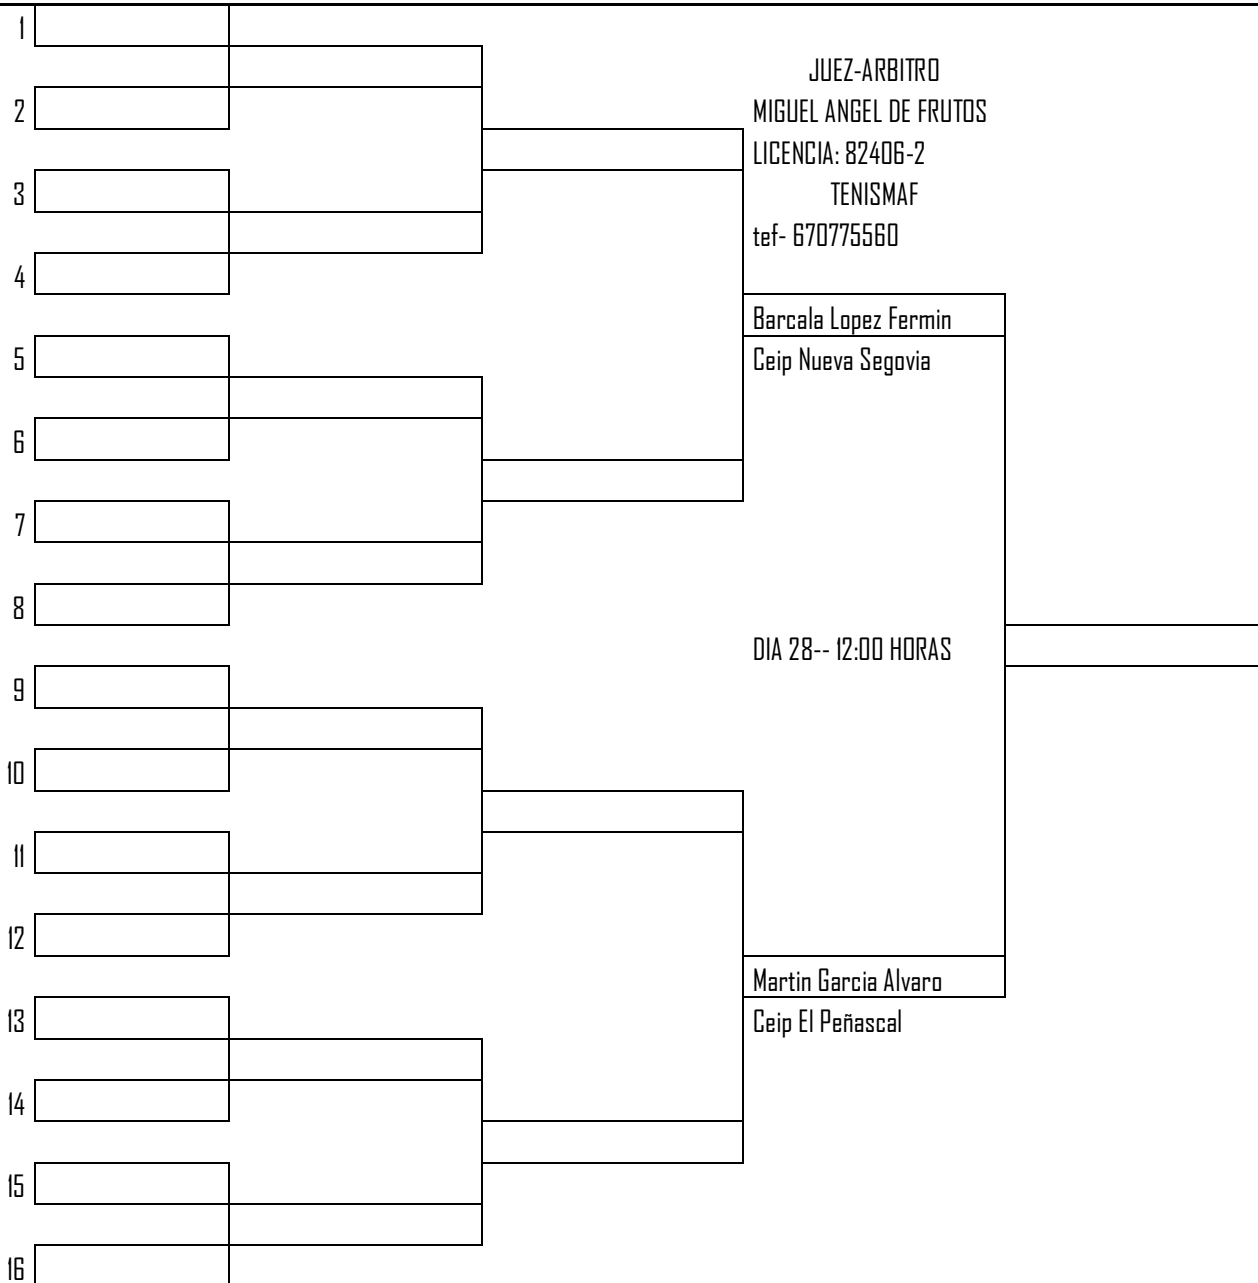 1
JUEZ-ARBITRO
2
MIGUEL ANGEL DE FRUTOS
LICENCIA: 82406-2
3
TENISMAF
tef- 670775560
4
Barcala Lopez Fermin
5
Ceip Nueva Segovia
6
7
8
DIA 28-- 12:00 HORAS
9
10
11
12
Martin Garcia Alvaro
13
Ceip El Peñascal
14
15
16